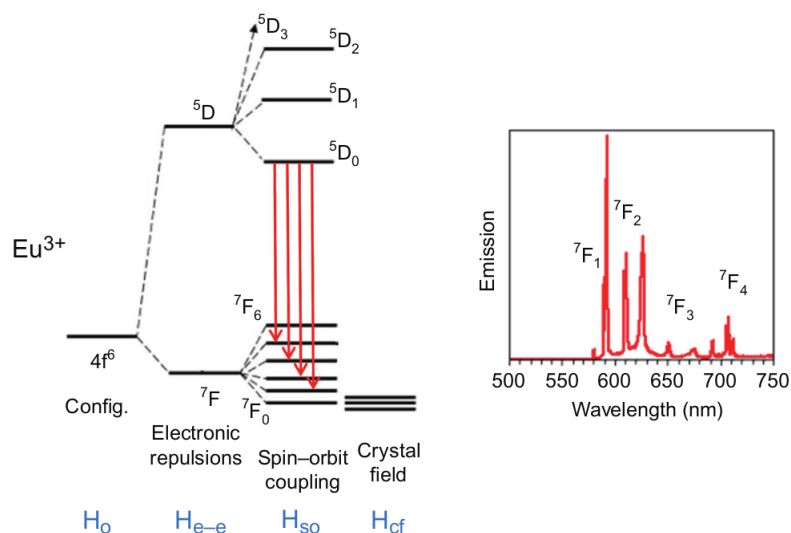 ⁵D₃
⁵D₂
⁵D
⁵D₁
⁵D₀
Eu³⁺
⁷F₆
4f⁶
⁷F
⁷F₀
Config.
Electronic
repulsions
Spin–orbit
coupling
Crystal
field
Hₒ
Hₑ₋ₑ
Hₛₒ
H_cf
Emission
⁷F₁
⁷F₂
⁷F₃
⁷F₄
500 550 600 650 700 750
Wavelength (nm)